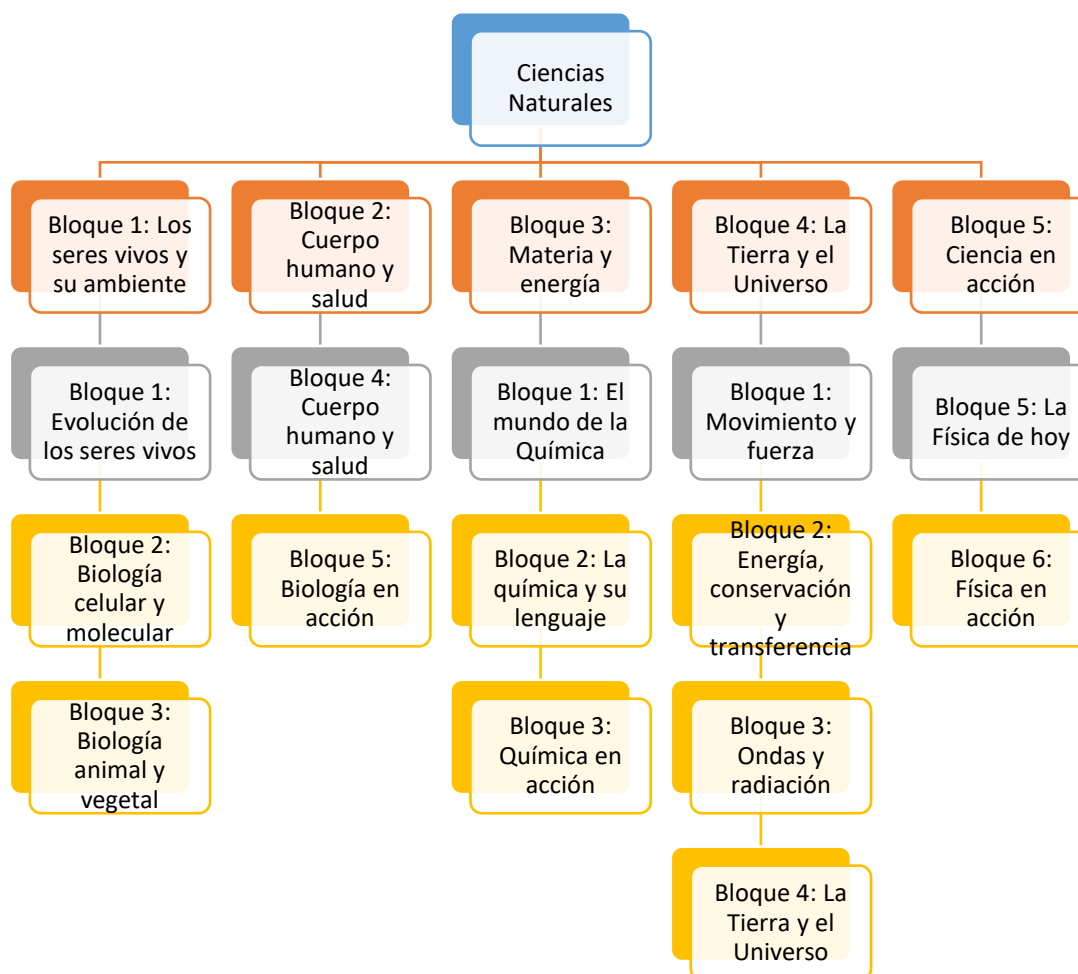 Ciencias
Naturales
Bloque 1: Los
seres vivos y
su ambiente
Bloque 2:
Cuerpo
humano y
salud
Bloque 3:
Materia y
energía
Bloque 4: La
Tierra y el
Universo
Bloque 5:
Ciencia en
acción
Bloque 1:
Evolución de
los seres vivos
Bloque 4:
Cuerpo
humano y
salud
Bloque 1: El
mundo de la
Química
Bloque 1:
Movimiento y
fuerza
Bloque 5: La
Física de hoy
Bloque 2:
Biología
celular y
molecular
Bloque 5:
Biología en
acción
Bloque 2: La
química y su
lenguaje
Bloque 2:
Energía,
conservación
y
transferencia
Bloque 6:
Física en
acción
Bloque 3:
Biología
animal y
vegetal
Bloque 3:
Química en
acción
Bloque 3:
Ondas y
radiación
Bloque 4: La
Tierra y el
Universo